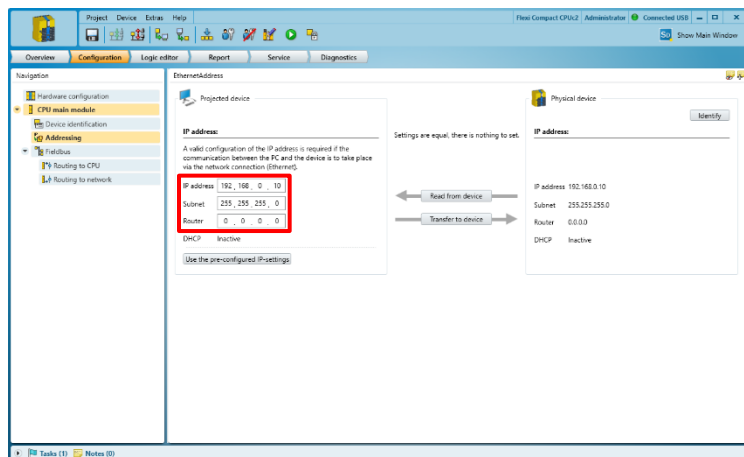 Project Device Extras Help
Flexi Compact CPUc2 Administrator Connected USB
So Show Main Window
Overview Configuration Logic editor Report Service Diagnostics
Navigation
Hardware configuration
CPU main module
Device identification
Addressing
Fieldbus
Routing to CPU
Routing to network
EthernetAddress
Projected device
IP address:
A valid configuration of the IP address is required if the
communication between the PC and the device is to take place
via the network connection (Ethernet).
IP address 192 . 168 . 0 . 10
Subnet 255 . 255 . 255 . 0
Router 0 . 0 . 0 . 0
DHCP Inactive
Use the pre-configured IP-settings
Settings are equal, there is nothing to set.
Read from device
Transfer to device
Physical device
Identify
IP address:
IP address 192.168.0.10
Subnet 255.255.255.0
Router 0.0.0.0
DHCP Inactive
Tasks (1) Notes (0)